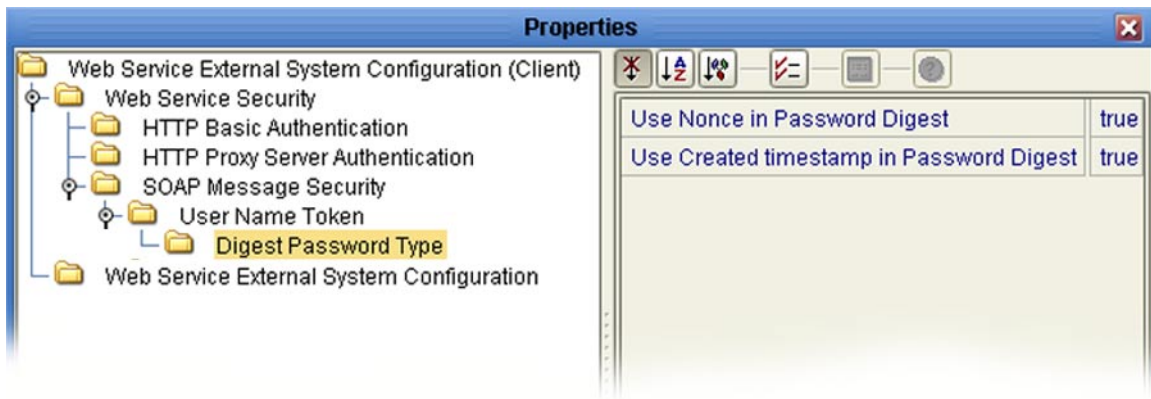 Properties
Web Service External System Configuration (Client)
Web Service Security
HTTP Basic Authentication
HTTP Proxy Server Authentication
SOAP Message Security
User Name Token
Digest Password Type
Web Service External System Configuration
Use Nonce in Password Digest true
Use Created timestamp in Password Digest true